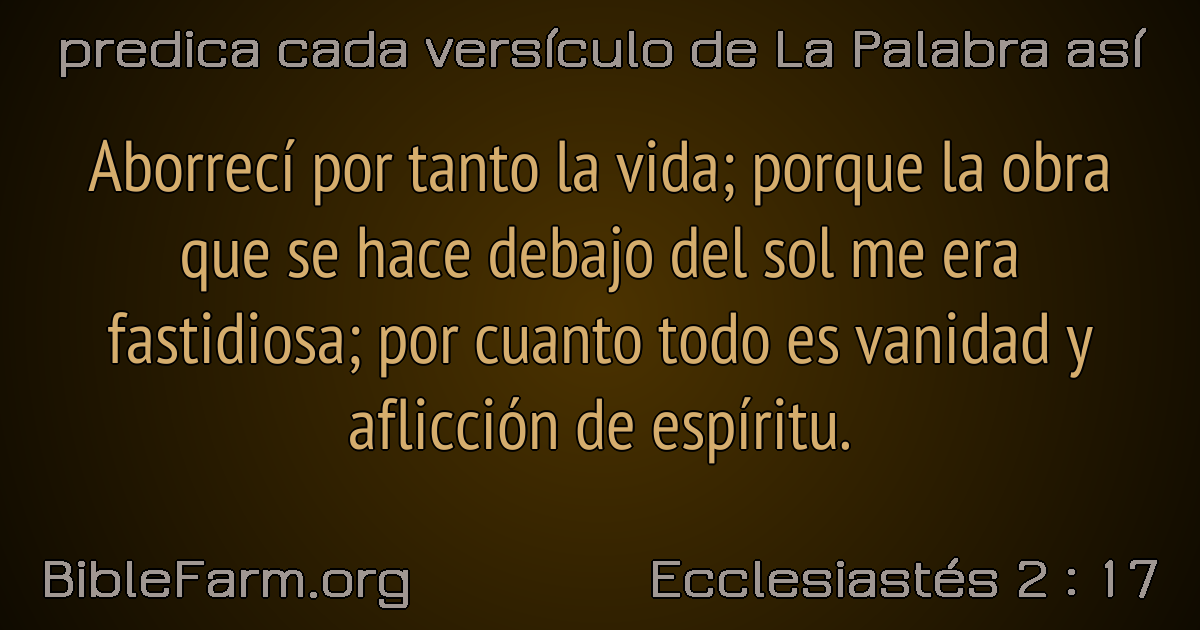 predica cada versículo de La Palabra así
Aborrecí por tanto la vida; porque la obra
que se hace debajo del sol me era
fastidiosa; por cuanto todo es vanidad y
aflicción de espíritu.
BibleFarm.org
Ecclesiastés 2 : 17